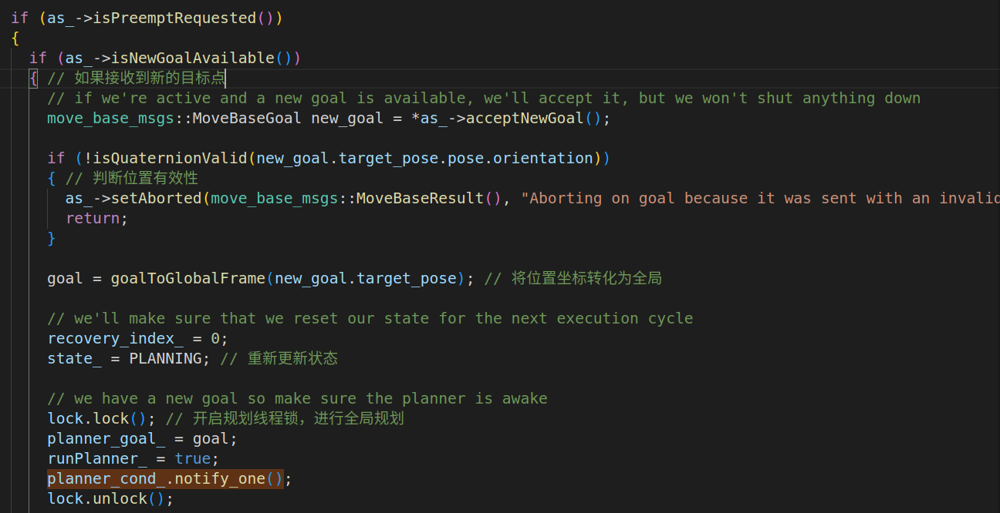 if (as_->isPreemptRequested())
{
if (as_->isNewGoalAvailable())
{ // 如果接收到新的目标点
// if we're active and a new goal is available, we'll accept it, but we won't shut anything down
move_base_msgs::MoveBaseGoal new_goal = *as_->acceptNewGoal();
if (!isQuaternionValid(new_goal.target_pose.pose.orientation))
{ // 判断位置有效性
as_->setAborted(move_base_msgs::MoveBaseResult(), "Aborting on goal because it was sent with an invalid
return;
}
goal = goalToGlobalFrame(new_goal.target_pose); // 将位置坐标转化为全局
// we'll make sure that we reset our state for the next execution cycle
recovery_index_ = 0;
state_ = PLANNING; // 重新更新状态
// we have a new goal so make sure the planner is awake
lock.lock(); // 开启规划线程锁，进行全局规划
planner_goal_ = goal;
runPlanner_ = true;
planner_cond_.notify_one();
lock.unlock();